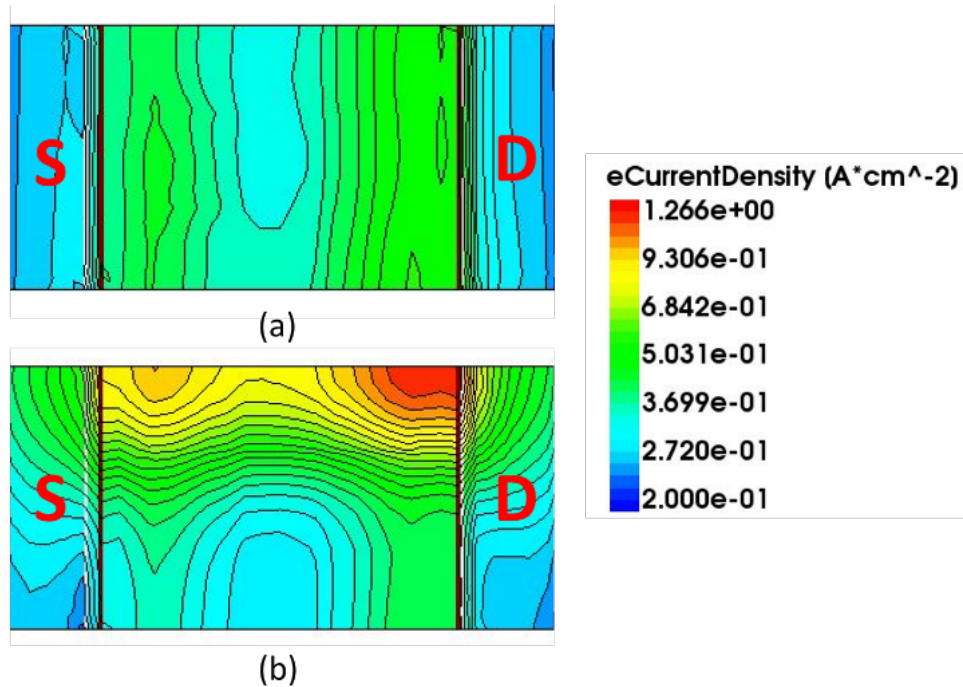 S D
(a)
S D
(b)
eCurrentDensity (A*cm^-2)
1.266e+00
9.306e-01
6.842e-01
5.031e-01
3.699e-01
2.720e-01
2.000e-01